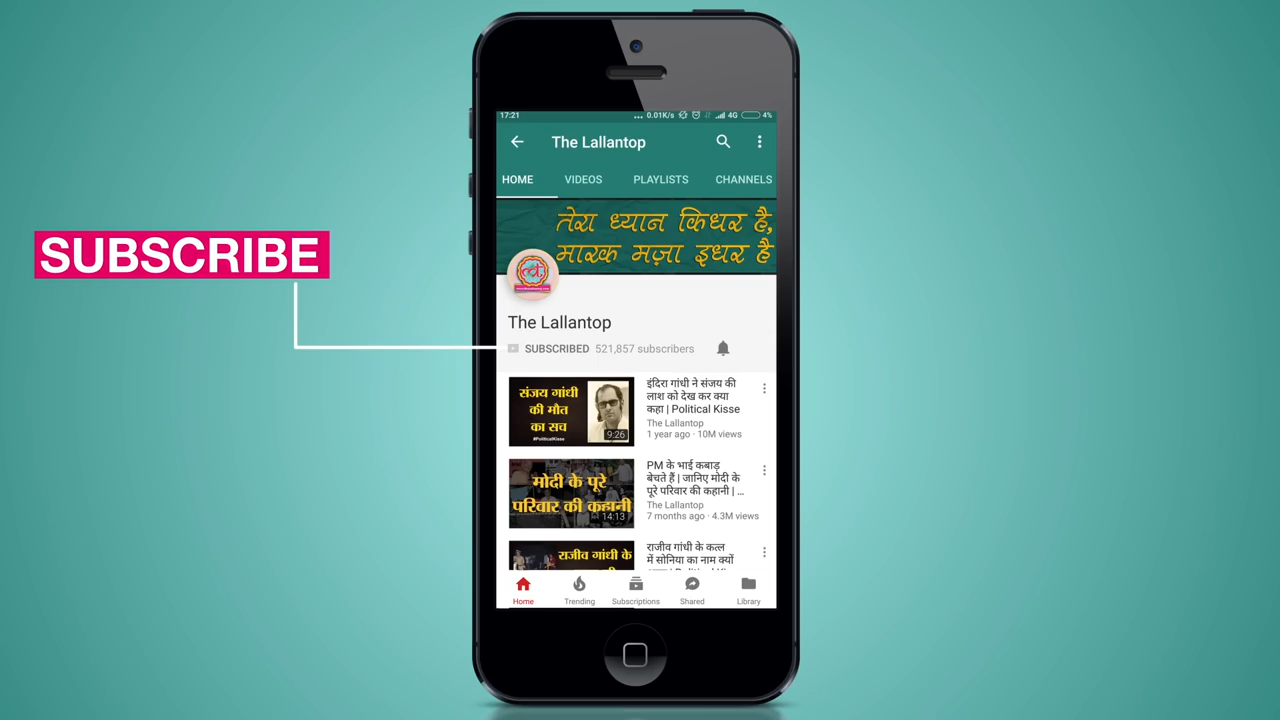 17:21 ... 0.01K/s 4G 4%
The Lallantop
HOME VIDEOS PLAYLISTS CHANNELS
तेरा ध्यान किधर है,
मारक मज़ा इधर है
SUBSCRIBE
The Lallantop
SUBSCRIBED 521,857 subscribers
संजय गांधी
की मौत
का सच
#PoliticalKisse
9:26
इंदिरा गांधी ने संजय की
लाश को देख कर क्या
कहा | Political Kisse
The Lallantop
1 year ago · 10M views
मोदी के पूरे
परिवार की कहानी
14:13
PM के भाई कबाड़
बेचते हैं | जानिए मोदी के
पूरे परिवार की कहानी | ...
The Lallantop
7 months ago · 4.3M views
राजीव गांधी के
राजीव गांधी के कत्ल
में सोनिया का नाम क्यों
Home Trending Subscriptions Shared Library